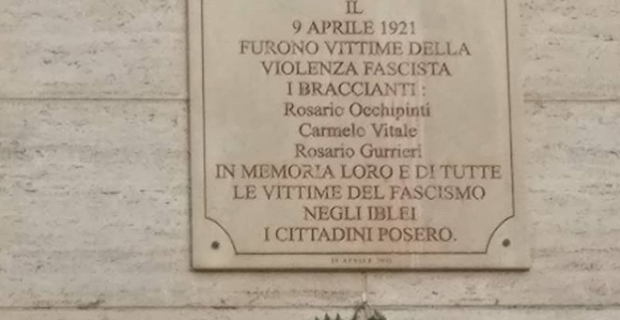 IL
9 APRILE 1921
FURONO VITTIME DELLA
VIOLENZA FASCISTA
I BRACCIANTI :
Rosario Occhipinti
Carmelo Vitale
Rosario Gurrieri
IN MEMORIA LORO E DI TUTTE
LE VITTIME DEL FASCISMO
NEGLI IBLEI
I CITTADINI POSERO.
APRILE